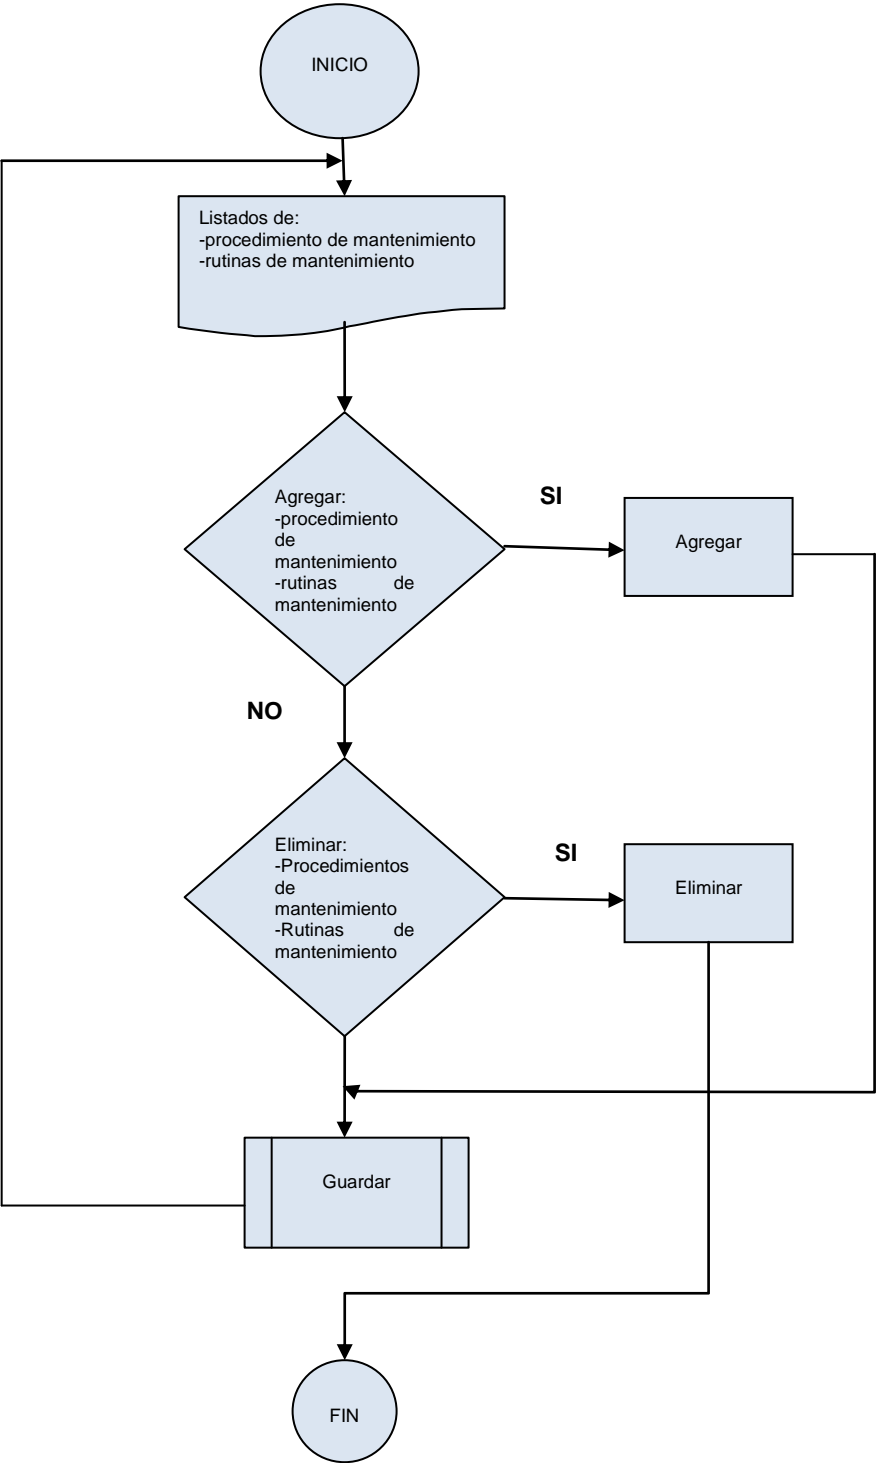 INICIO
Listados de:
-procedimiento de mantenimiento
-rutinas de mantenimiento
Agregar:
-procedimiento
de
mantenimiento
-rutinas de
mantenimiento
SI
Agregar
NO
Eliminar:
-Procedimientos
de
mantenimiento
-Rutinas de
mantenimiento
SI
Eliminar
Guardar
FIN